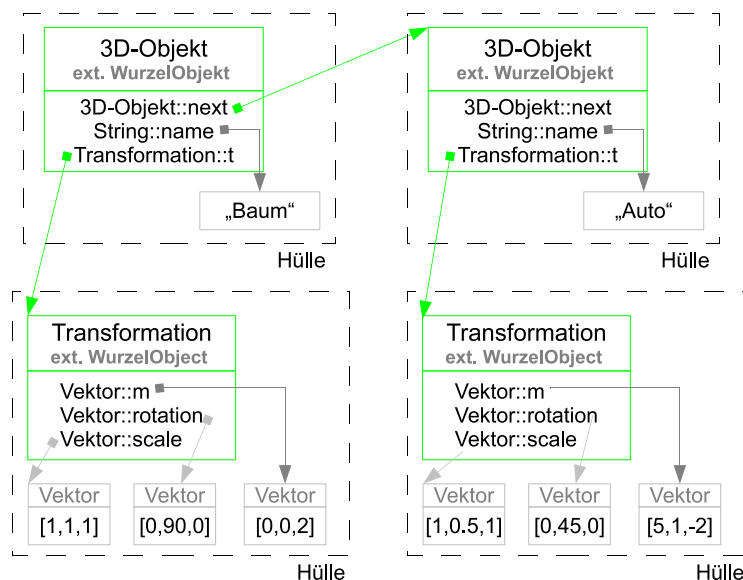 3D-Objekt
ext. WurzelObjekt
3D-Objekt::next
String::name
Transformation::t
„Baum“
Hülle
3D-Objekt
ext. WurzelObjekt
3D-Objekt::next
String::name
Transformation::t
„Auto“
Hülle
Transformation
ext. WurzelObject
Vektor::m
Vektor::rotation
Vektor::scale
Vektor
[1,1,1]
Vektor
[0,90,0]
Vektor
[0,0,2]
Hülle
Transformation
ext. WurzelObject
Vektor::m
Vektor::rotation
Vektor::scale
Vektor
[1,0.5,1]
Vektor
[0,45,0]
Vektor
[5,1,-2]
Hülle